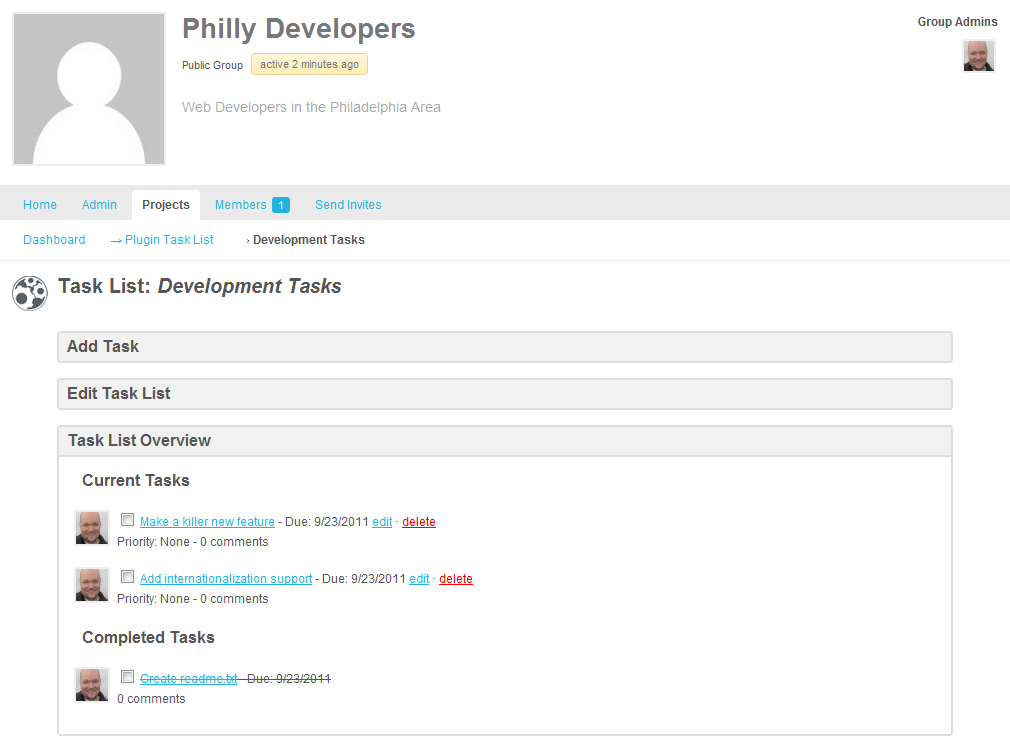 Philly Developers
Group Admins
Public Group active 2 minutes ago
Web Developers in the Philadelphia Area
Home Admin Projects Members 1 Send Invites
Dashboard → Plugin Task List › Development Tasks
Task List: Development Tasks
Add Task
Edit Task List
Task List Overview
Current Tasks
Make a killer new feature - Due: 9/23/2011 edit · delete
Priority: None - 0 comments
Add internationalization support - Due: 9/23/2011 edit · delete
Priority: None - 0 comments
Completed Tasks
Create readme.txt - Due: 9/23/2011
0 comments